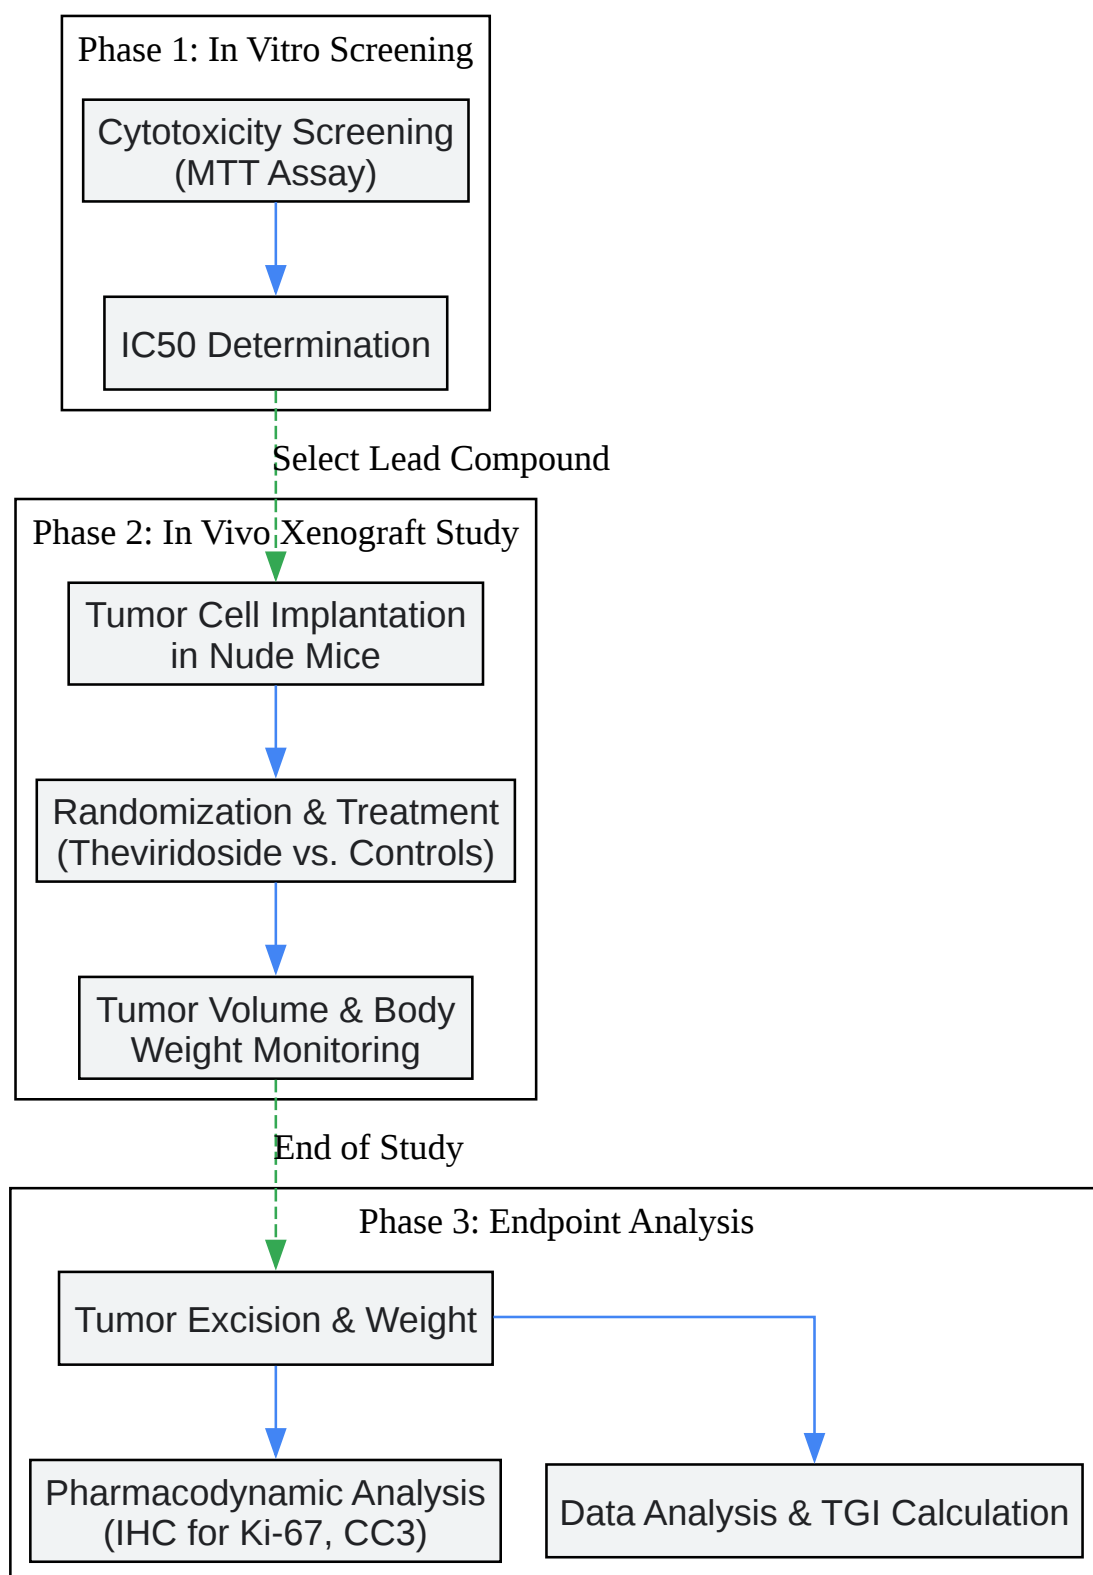 Phase 1: In Vitro Screening
Cytotoxicity Screening
(MTT Assay)
IC50 Determination
Select Lead Compound
Phase 2: In Vivo Xenograft Study
Tumor Cell Implantation
in Nude Mice
Randomization & Treatment
(Theviridoside vs. Controls)
Tumor Volume & Body
Weight Monitoring
End of Study
Phase 3: Endpoint Analysis
Tumor Excision & Weight
Pharmacodynamic Analysis
(IHC for Ki-67, CC3)
Data Analysis & TGI Calculation